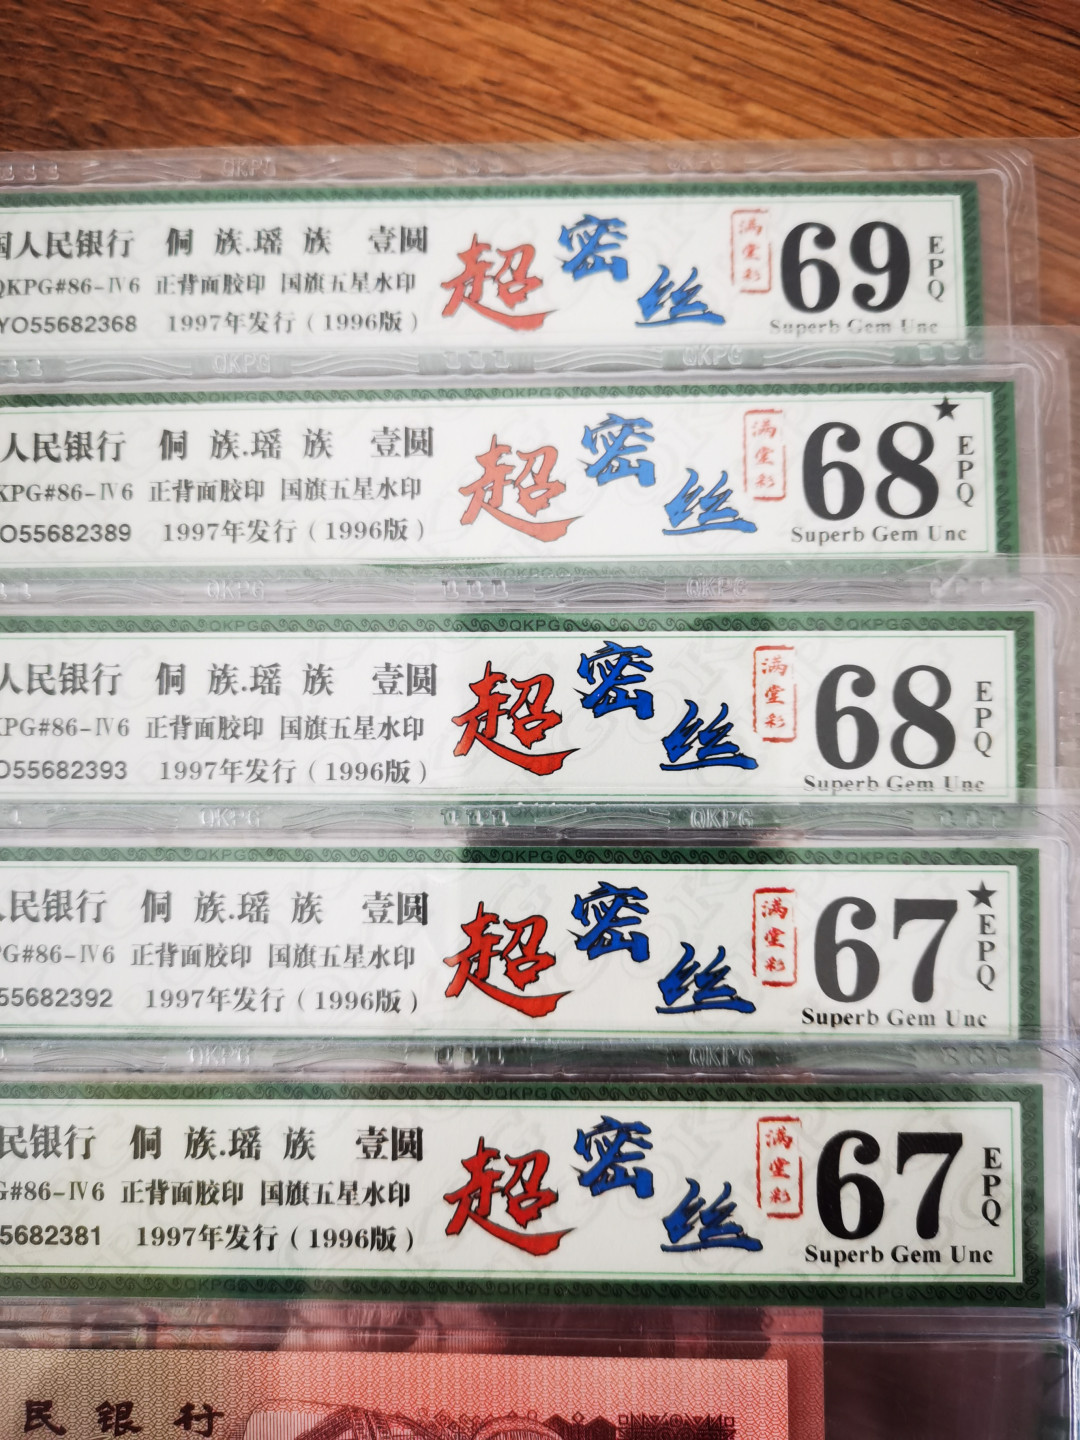 国人民银行 侗 族.瑶 族 壹圆
QKPG#86-Ⅳ6 正背面胶印 国旗五星水印
YO55682368 1997年发行(1996版)
超密丝
满堂彩
69
EPQ
Superb Gem Unc
QKPG
人民银行 侗 族.瑶 族 壹圆
KPG#86-Ⅳ6 正背面胶印 国旗五星水印
O55682389 1997年发行(1996版)
超密丝
满堂彩
68★
EPQ
Superb Gem Unc
QKPG
人民银行 侗 族.瑶 族 壹圆
KPG#86-Ⅳ6 正背面胶印 国旗五星水印
O55682393 1997年发行(1996版)
超密丝
满堂彩
68
EPQ
Superb Gem Unc
QKPG
人民银行 侗 族.瑶 族 壹圆
PG#86-Ⅳ6 正背面胶印 国旗五星水印
55682392 1997年发行(1996版)
超密丝
满堂彩
67★
EPQ
Superb Gem Unc
QKPG
民银行 侗 族.瑶 族 壹圆
G#86-Ⅳ6 正背面胶印 国旗五星水印
5682381 1997年发行(1996版)
超密丝
满堂彩
67
EPQ
Superb Gem Unc
QKPG
民银行